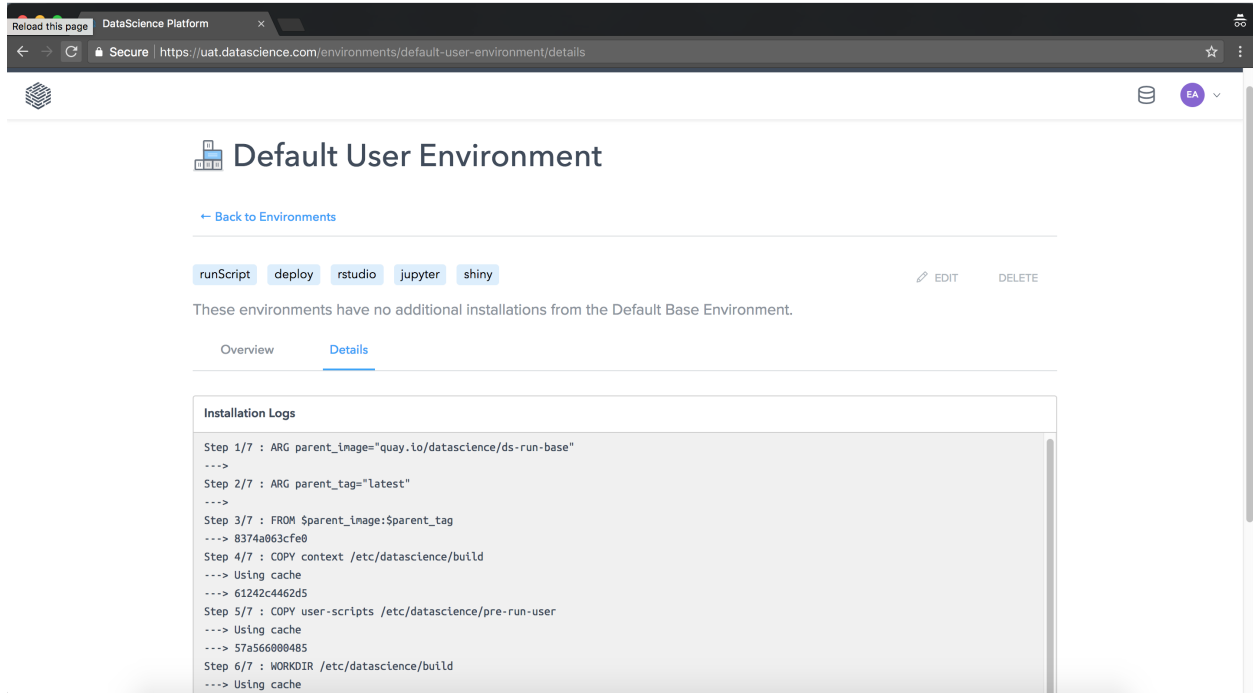 Reload this page
DataScience Platform ×
Secure https://uat.datascience.com/environments/default-user-environment/details
EA
Default User Environment
← Back to Environments
runScript deploy rstudio jupyter shiny
EDIT DELETE
These environments have no additional installations from the Default Base Environment.
Overview Details
Installation Logs
Step 1/7 : ARG parent_image="quay.io/datascience/ds-run-base"
--->
Step 2/7 : ARG parent_tag="latest"
--->
Step 3/7 : FROM $parent_image:$parent_tag
---> 8374a063cfe0
Step 4/7 : COPY context /etc/datascience/build
---> Using cache
---> 61242c4462d5
Step 5/7 : COPY user-scripts /etc/datascience/pre-run-user
---> Using cache
---> 57a566000485
Step 6/7 : WORKDIR /etc/datascience/build
---> Using cache